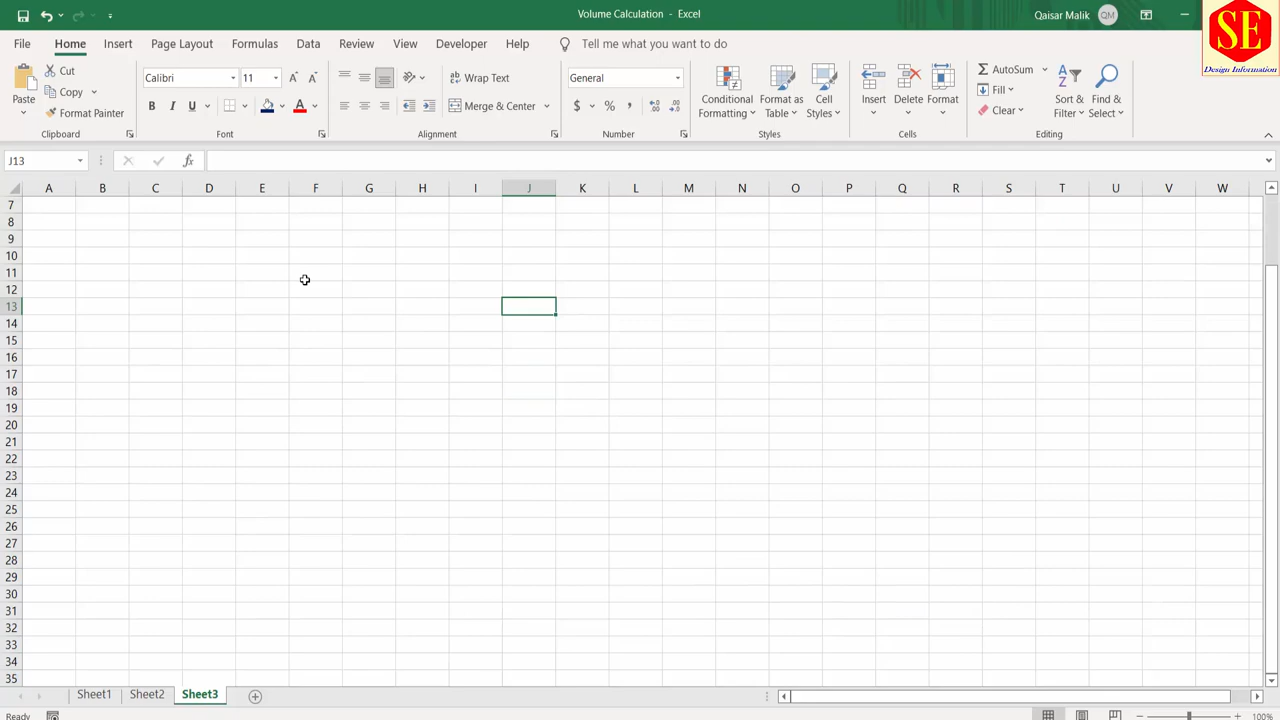 Volume Calculation - Excel
Qaisar Malik QM
SE
Design Information
File Home Insert Page Layout Formulas Data Review View Developer Help Tell me what you want to do
Paste
Cut
Copy
Format Painter
Clipboard
Calibri 11 A A
B I U A
Font
Wrap Text
Merge & Center
Alignment
General
$ % ,
Number
Conditional Formatting
Format as Table
Cell Styles
Styles
Insert Delete Format
Cells
AutoSum
Fill
Clear
Sort & Filter
Find & Select
Editing
J13 fx
A B C D E F G H I J K L M N O P Q R S T U V W
7
8
9
10
11
12
13
14
15
16
17
18
19
20
21
22
23
24
25
26
27
28
29
30
31
32
33
34
35
Sheet1 Sheet2 Sheet3
Ready 100%